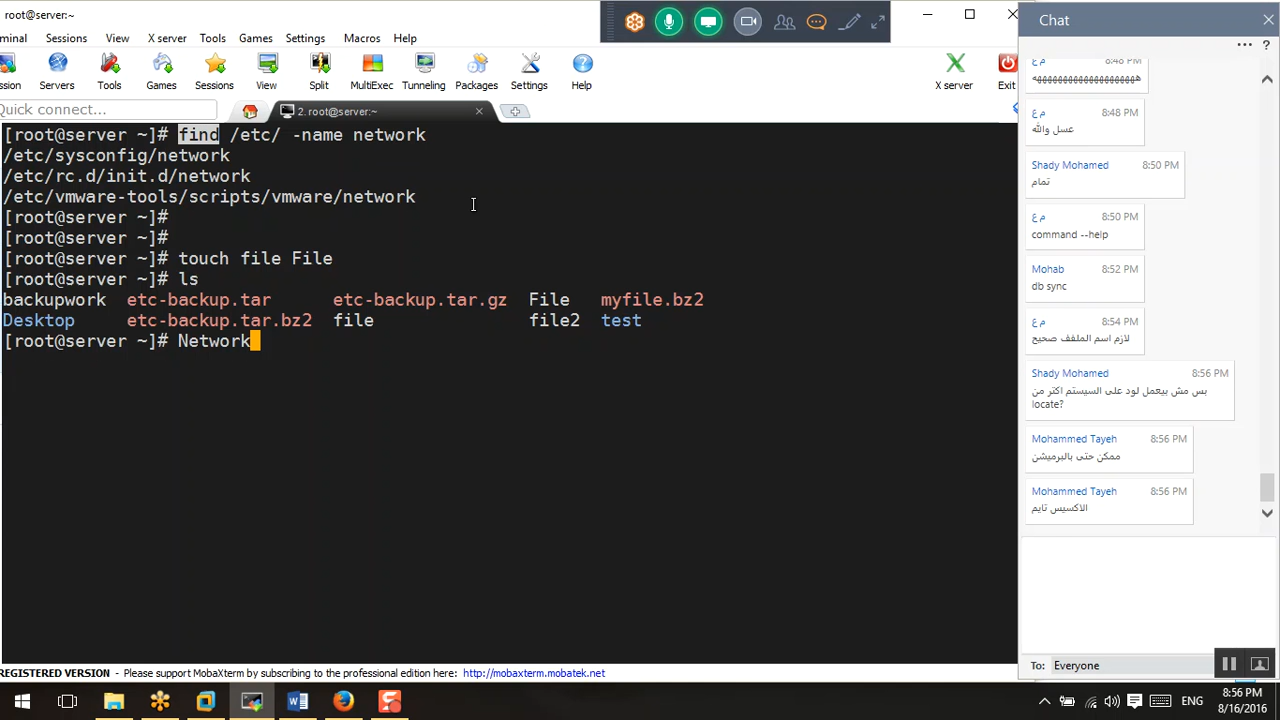 root@server:~
Terminal Sessions View X server Tools Games Settings Macros Help
Session Servers Tools Games Sessions View Split MultiExec Tunneling Packages Settings Help X server Exit
Quick connect...
2. root@server:~
[root@server ~]# find /etc/ -name network
/etc/sysconfig/network
/etc/rc.d/init.d/network
/etc/vmware-tools/scripts/vmware/network
[root@server ~]#
[root@server ~]#
[root@server ~]# touch file File
[root@server ~]# ls
backupwork etc-backup.tar etc-backup.tar.gz File myfile.bz2
Desktop etc-backup.tar.bz2 file file2 test
[root@server ~]# Network
REGISTERED VERSION - Please support MobaXterm by subscribing to the professional edition here: http://mobaxterm.mobatek.net
Chat
م ع 8:48 PM
م ع 8:48 PM
عسل والله
Shady Mohamed 8:50 PM
تمام
م ع 8:50 PM
command --help
Mohab 8:52 PM
db sync
م ع 8:54 PM
لازم اسم الملفف صحيح
Shady Mohamed 8:56 PM
بس مش بيعمل لود على السيستم اكتر من
locate?
Mohammed Tayeh 8:56 PM
ممكن حتى بالبرميشن
Mohammed Tayeh 8:56 PM
الاكسيس تايم
To: Everyone
ENG
8:56 PM
8/16/2016